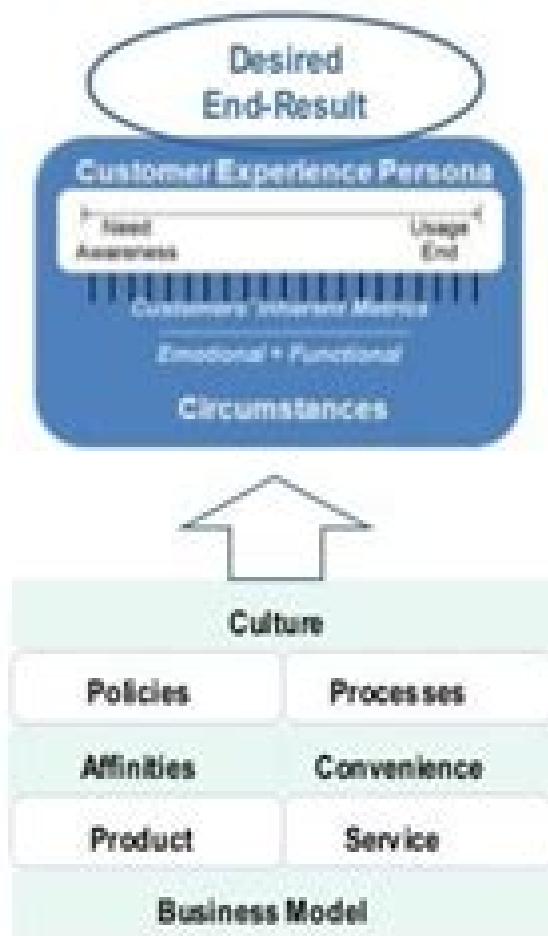 Desired
End-Result
Customer Experience Persona
Need
Awareness
Usage
End
Customers' Inherent Metrics
Emotional + Functional
Circumstances
Culture
Policies
Processes
Affinities
Convenience
Product
Service
Business Model